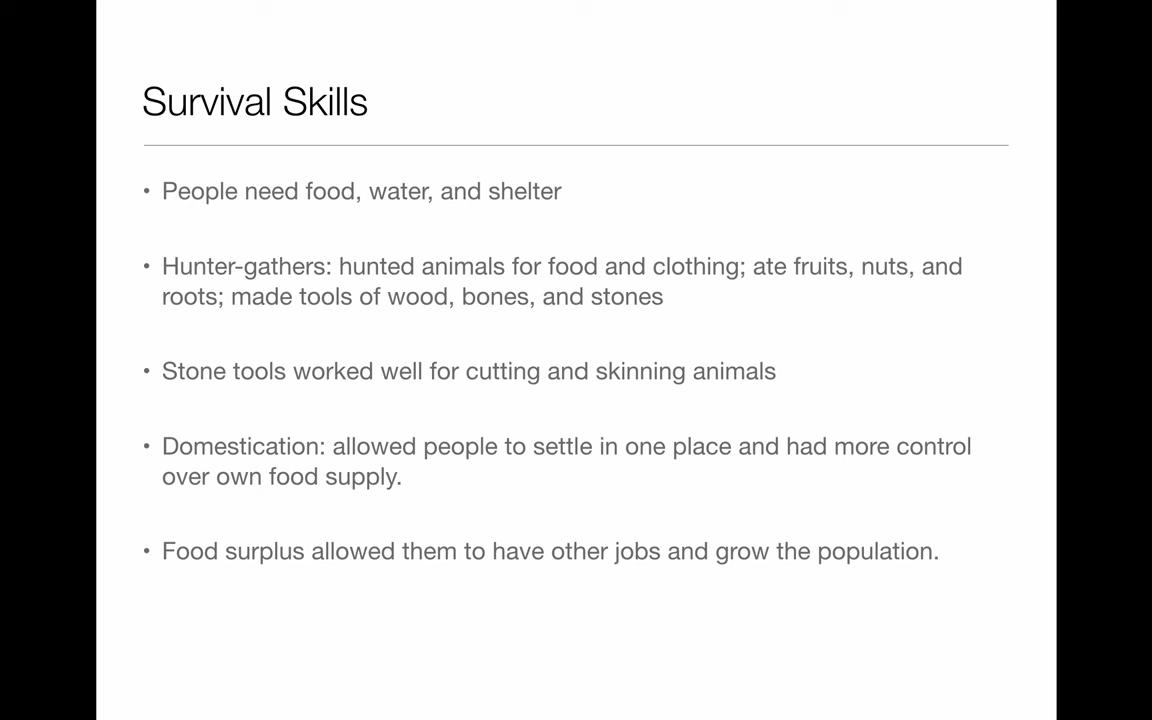 Survival Skills
• People need food, water, and shelter
• Hunter-gathers: hunted animals for food and clothing; ate fruits, nuts, and
roots; made tools of wood, bones, and stones
• Stone tools worked well for cutting and skinning animals
• Domestication: allowed people to settle in one place and had more control
over own food supply.
• Food surplus allowed them to have other jobs and grow the population.